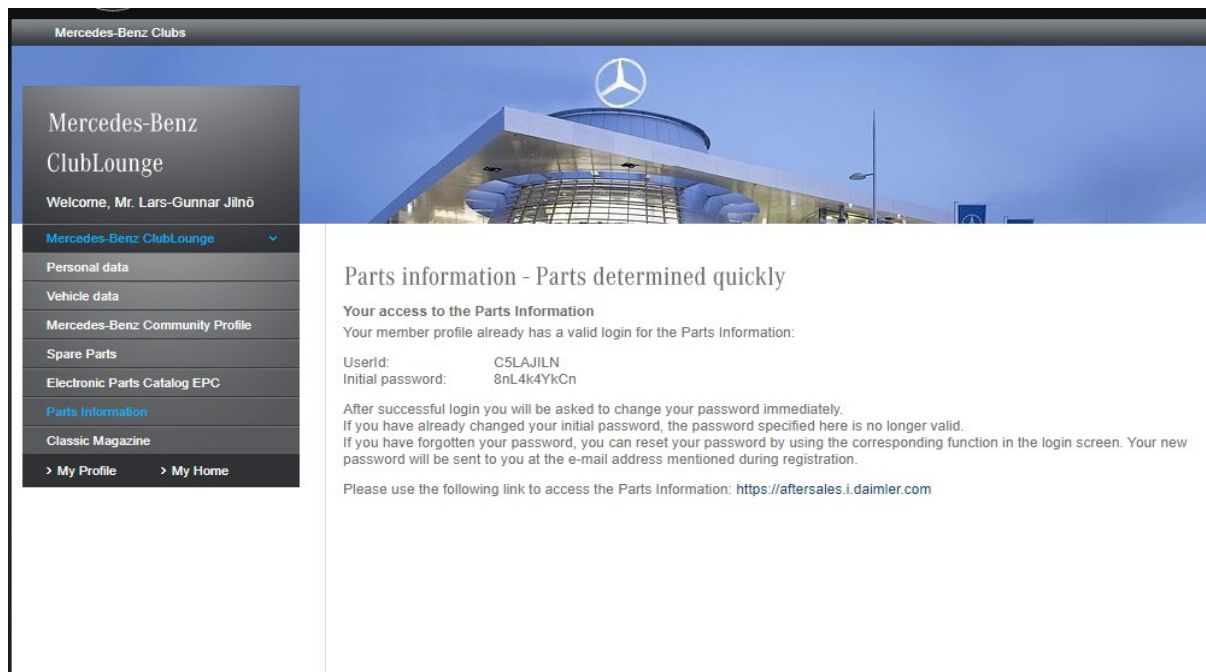 Mercedes-Benz Clubs
Mercedes-Benz
ClubLounge
Welcome, Mr. Lars-Gunnar Jilnö
Mercedes-Benz ClubLounge
Personal data
Vehicle data
Mercedes-Benz Community Profile
Spare Parts
Electronic Parts Catalog EPC
Parts Information
Classic Magazine
> My Profile > My Home
Parts information - Parts determined quickly
Your access to the Parts Information
Your member profile already has a valid login for the Parts Information:
UserId: C5LAJILN
Initial password: 8nL4k4YkCn
After successful login you will be asked to change your password immediately.
If you have already changed your initial password, the password specified here is no longer valid.
If you have forgotten your password, you can reset your password by using the corresponding function in the login screen. Your new
password will be sent to you at the e-mail address mentioned during registration.
Please use the following link to access the Parts Information: https://aftersales.i.daimler.com